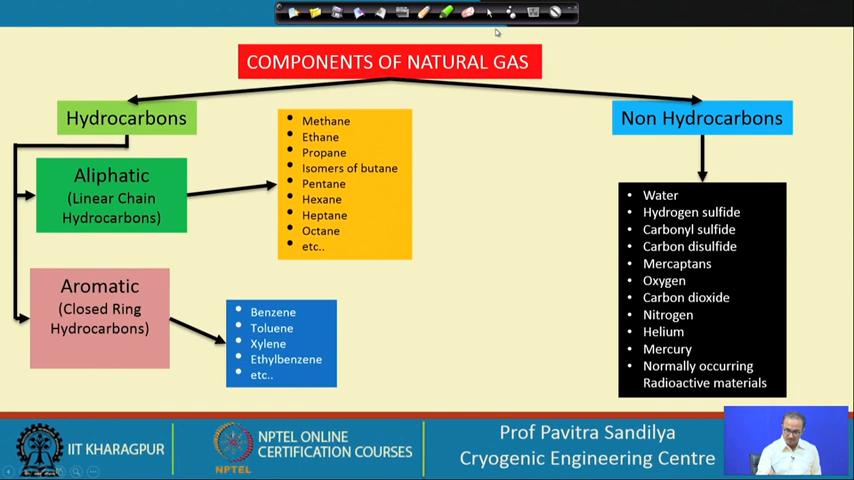 COMPONENTS OF NATURAL GAS
Hydrocarbons
Aliphatic
(Linear Chain
Hydrocarbons)
• Methane
• Ethane
• Propane
• Isomers of butane
• Pentane
• Hexane
• Heptane
• Octane
• etc..
Aromatic
(Closed Ring
Hydrocarbons)
• Benzene
• Toluene
• Xylene
• Ethylbenzene
• etc..
Non Hydrocarbons
• Water
• Hydrogen sulfide
• Carbonyl sulfide
• Carbon disulfide
• Mercaptans
• Oxygen
• Carbon dioxide
• Nitrogen
• Helium
• Mercury
• Normally occurring
Radioactive materials
IIT KHARAGPUR
NPTEL
NPTEL ONLINE
CERTIFICATION COURSES
Prof Pavitra Sandilya
Cryogenic Engineering Centre